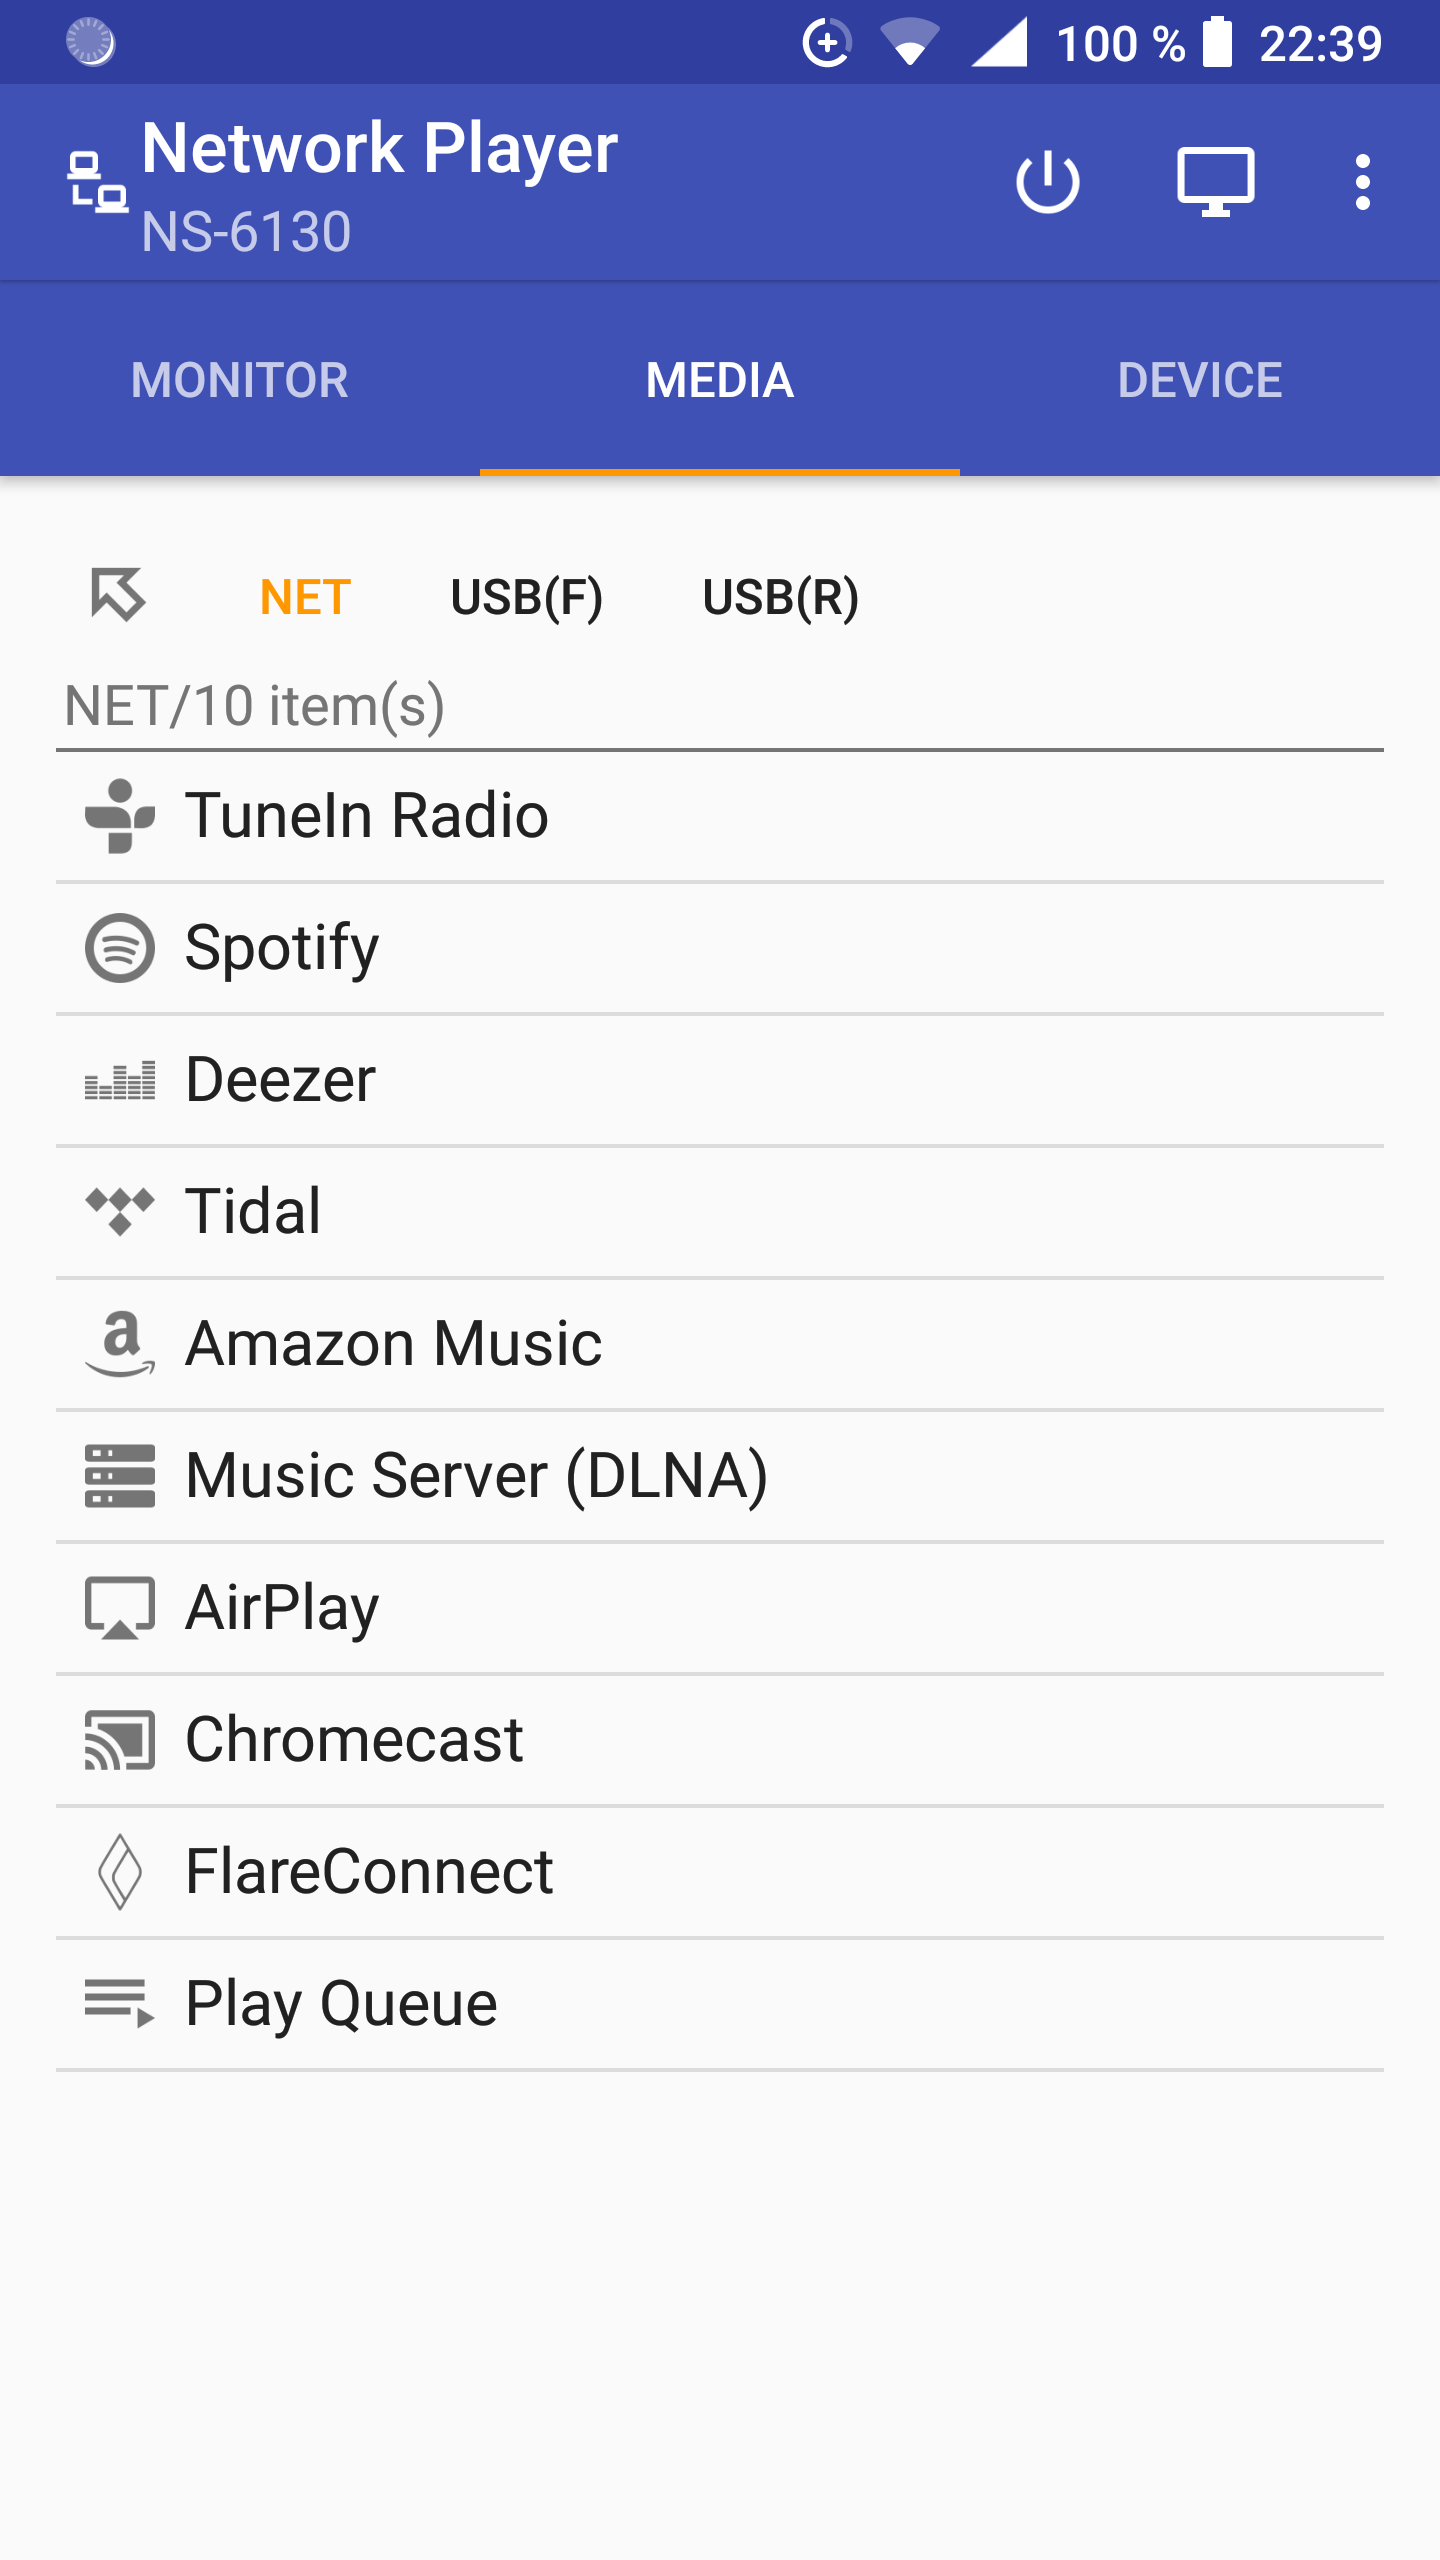 100 % 22:39
Network Player
NS-6130
MONITOR MEDIA DEVICE
NET USB(F) USB(R)
NET/10 item(s)
TuneIn Radio
Spotify
Deezer
Tidal
Amazon Music
Music Server (DLNA)
AirPlay
Chromecast
FlareConnect
Play Queue